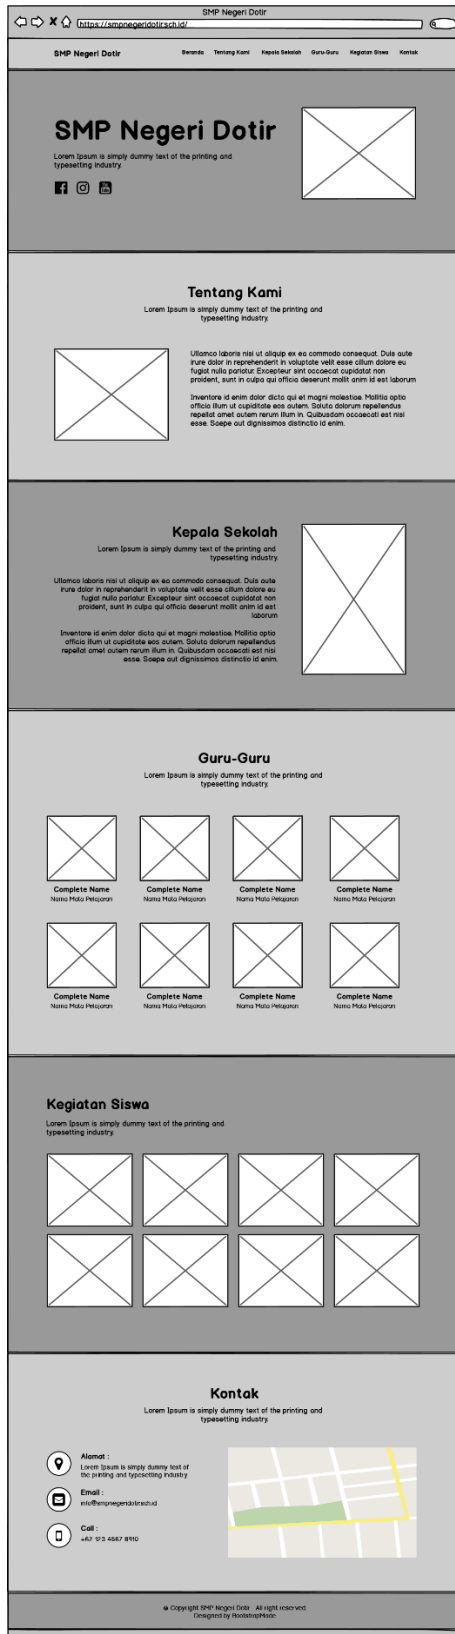 SMP Negeri Dotir
https://smpnegeridotir.sch.id/
SMP Negeri Dotir
Beranda Tentang Kami Kepala Sekolah Guru-Guru Kegiatan Siswa Kontak
SMP Negeri Dotir
Lorem Ipsum is simply dummy text of the printing and
typesetting industry.
Tentang Kami
Lorem Ipsum is simply dummy text of the printing and
typesetting industry.
Ullamco laboris nisi ut aliquip ex ea commodo consequat. Duis aute
irure dolor in reprehenderit in voluptate velit esse cillum dolore eu
fugiat nulla pariatur. Excepteur sint occaecat cupidatat non
proident, sunt in culpa qui officia deserunt mollit anim id est laborum
Inventore id enim dolor dicta qui et magni molestiae. Mollitia optio
officia illum ut cupiditate eos autem. Soluta dolorum repellendus
repellat amet autem rerum illum in. Quibusdam occaecati est nisi
esse. Saepe aut dignissimos distinctio id enim.
Kepala Sekolah
Lorem Ipsum is simply dummy text of the printing and
typesetting industry.
Ullamco laboris nisi ut aliquip ex ea commodo consequat. Duis aute
irure dolor in reprehenderit in voluptate velit esse cillum dolore eu
fugiat nulla pariatur. Excepteur sint occaecat cupidatat non
proident, sunt in culpa qui officia deserunt mollit anim id est
laborum
Inventore id enim dolor dicta qui et magni molestiae. Mollitia optio
officia illum ut cupiditate eos autem. Soluta dolorum repellendus
repellat amet autem rerum illum in. Quibusdam occaecati est nisi
esse. Saepe aut dignissimos distinctio id enim.
Guru-Guru
Lorem Ipsum is simply dummy text of the printing and
typesetting industry.
Complete Name Complete Name Complete Name Complete Name
Nama Mata Pelajaran Nama Mata Pelajaran Nama Mata Pelajaran Nama Mata Pelajaran
Complete Name Complete Name Complete Name Complete Name
Nama Mata Pelajaran Nama Mata Pelajaran Nama Mata Pelajaran Nama Mata Pelajaran
Kegiatan Siswa
Lorem Ipsum is simply dummy text of the printing and
typesetting industry.
Kontak
Lorem Ipsum is simply dummy text of the printing and
typesetting industry.
Alamat :
Lorem Ipsum is simply dummy text of
the printing and typesetting industry
Email :
info@smpnegeridotir.sch.id
Call :
+62 123 4567 8910
© Copyright SMP Negeri Dotir . All right reserved.
Designed by BootstrapMade